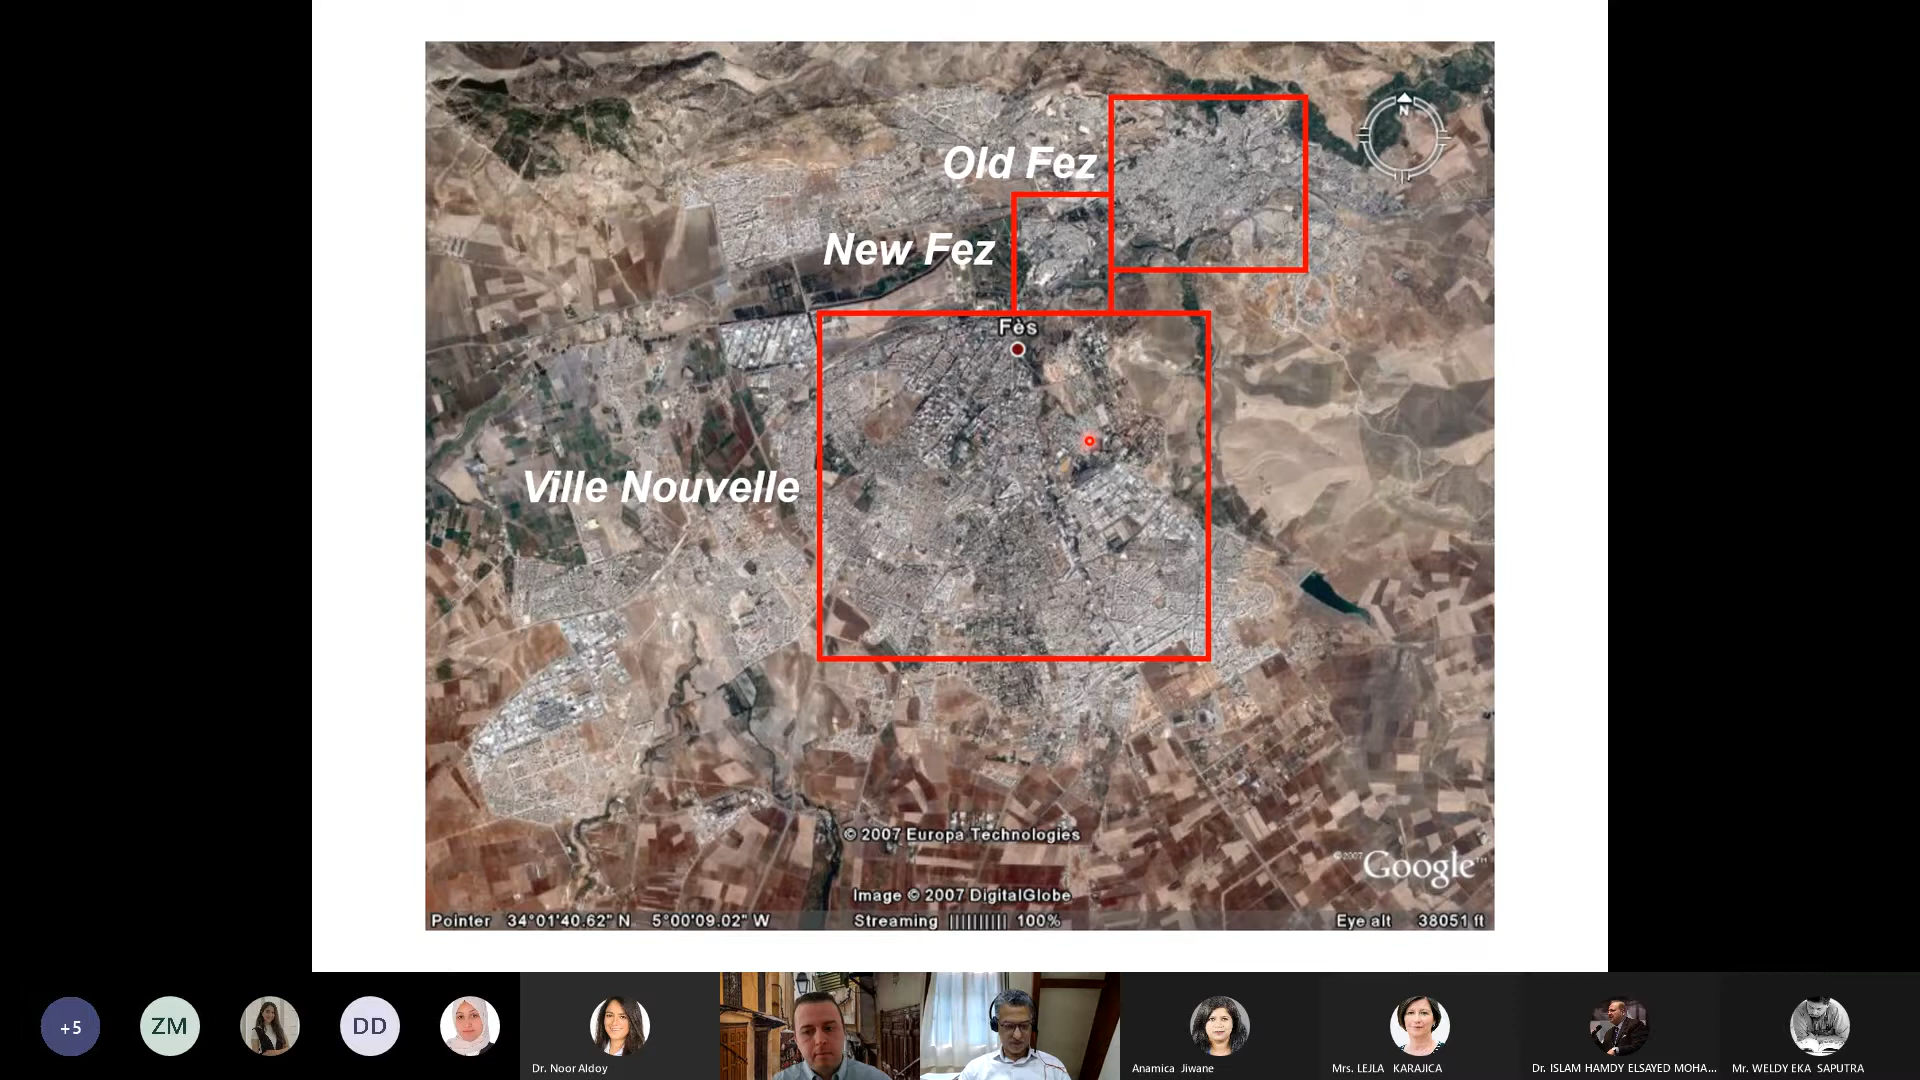 Old Fez
N
New Fez
Fès
Ville Nouvelle
© 2007 Europa Technologies
©2007 Google™
Image © 2007 DigitalGlobe
Pointer 34°01'40.62" N 5°00'09.02" W Streaming |||||||||| 100% Eye alt 38051 ft
+5
ZM
DD
Dr. Noor Aldoy
Anamica Jiwane
Mrs. LEJLA KARAJICA
Dr. ISLAM HAMDY ELSAYED MOHA...
Mr. WELDY EKA SAPUTRA